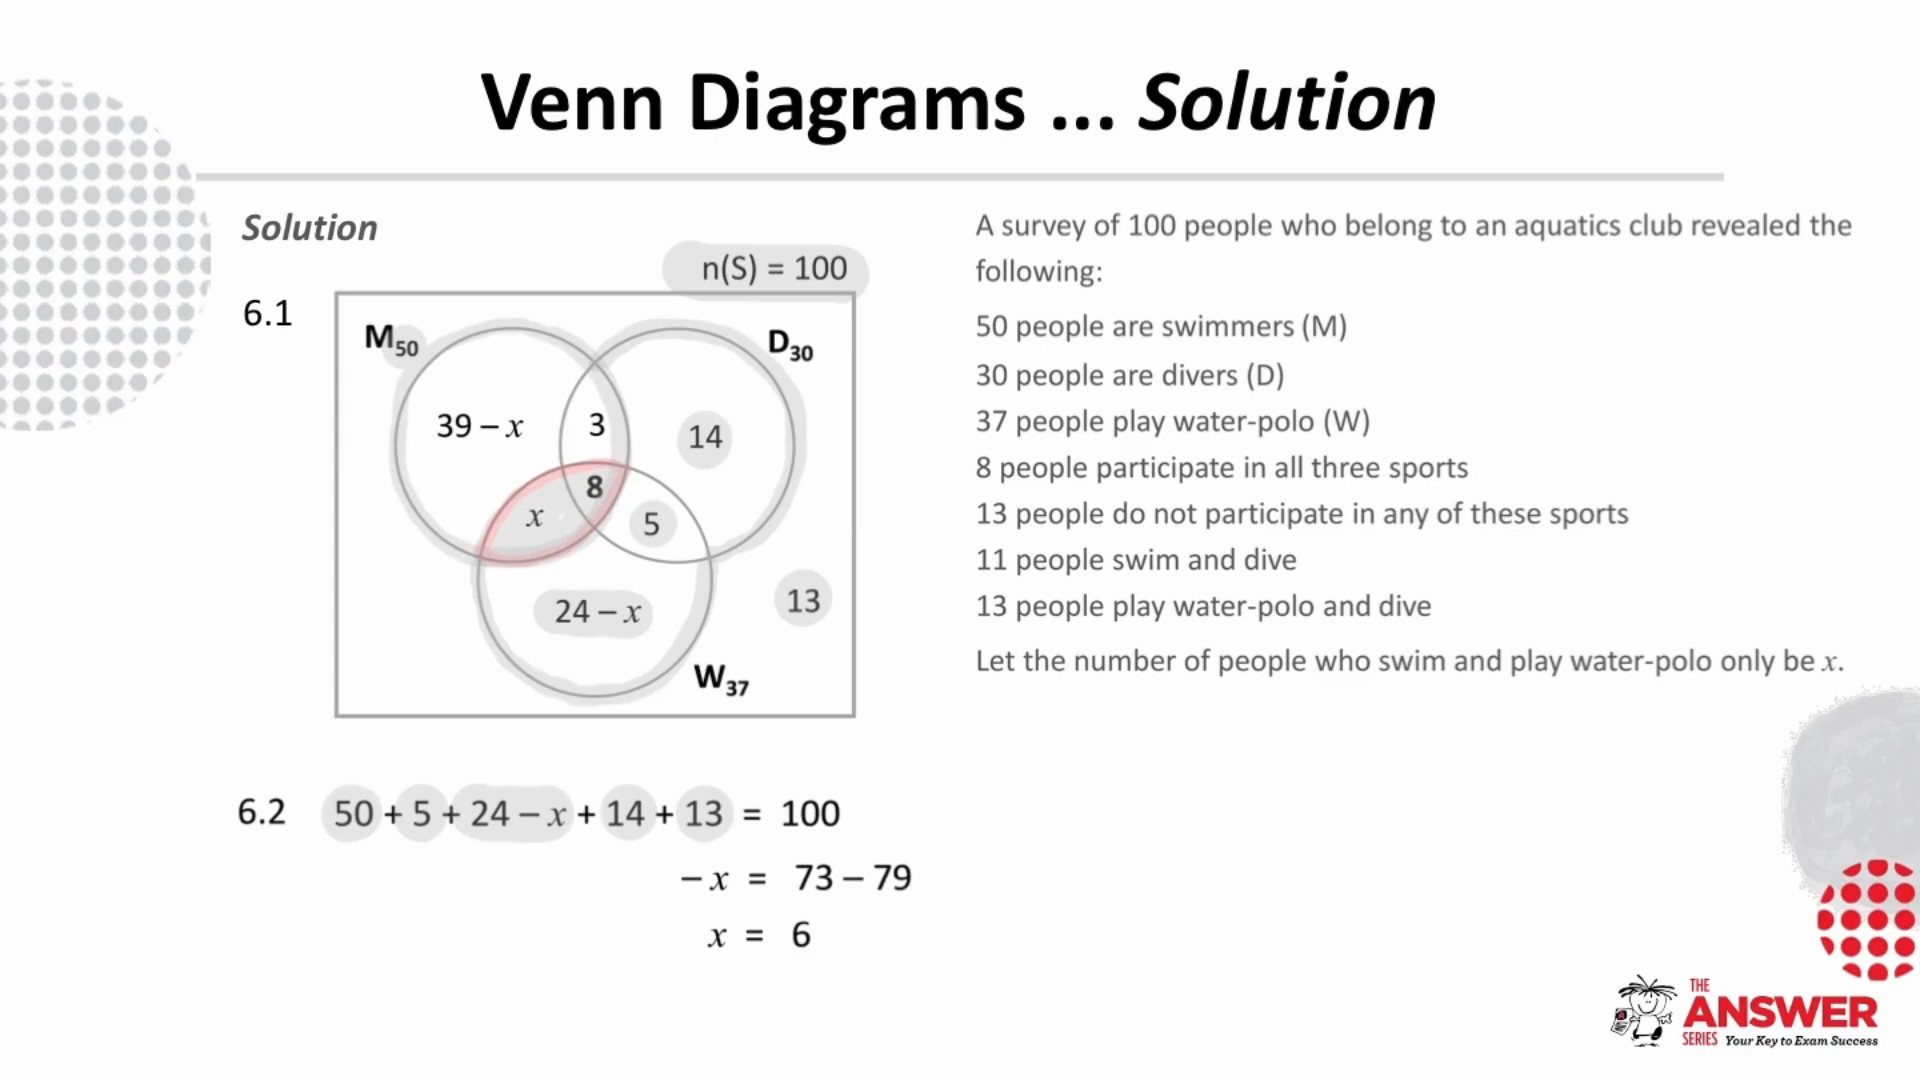 Venn Diagrams ... Solution
Solution
n(S) = 100
6.1
M50
D30
39 – x
3
14
8
x
5
24 – x
13
W37
6.2 50 + 5 + 24 – x + 14 + 13 = 100
– x = 73 – 79
x = 6
A survey of 100 people who belong to an aquatics club revealed the
following:
50 people are swimmers (M)
30 people are divers (D)
37 people play water-polo (W)
8 people participate in all three sports
13 people do not participate in any of these sports
11 people swim and dive
13 people play water-polo and dive
Let the number of people who swim and play water-polo only be x.
THE
ANSWER
SERIES Your Key to Exam Success